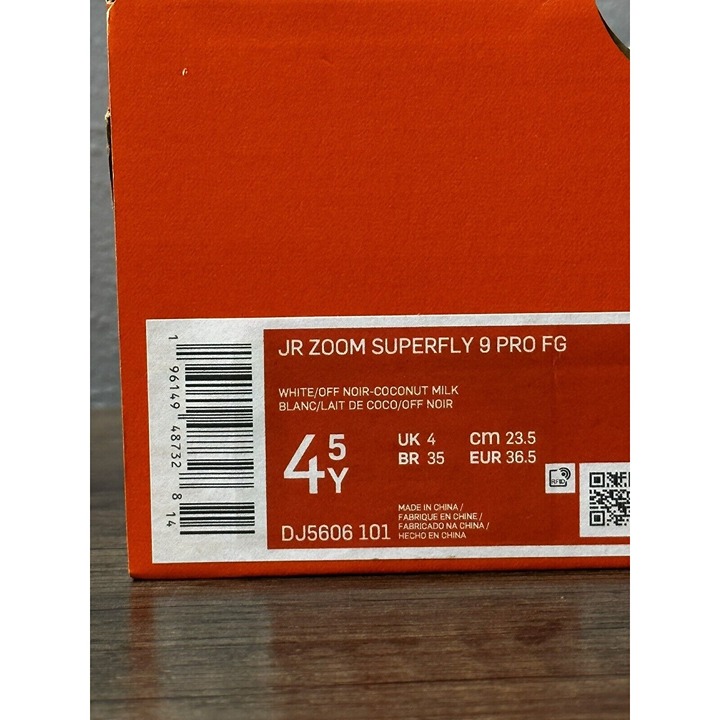 JR ZOOM SUPERFLY 9 PRO FG
WHITE/OFF NOIR-COCONUT MILK
BLANC/LAIT DE COCO/OFF NOIR
4 5 Y
UK 4 cm 23.5
BR 35 EUR 36.5
RFID
DJ5606 101
MADE IN CHINA /
FABRIQUE EN CHINE /
FABRICADO NA CHINA /
HECHO EN CHINA
1 96149 48732 8 14